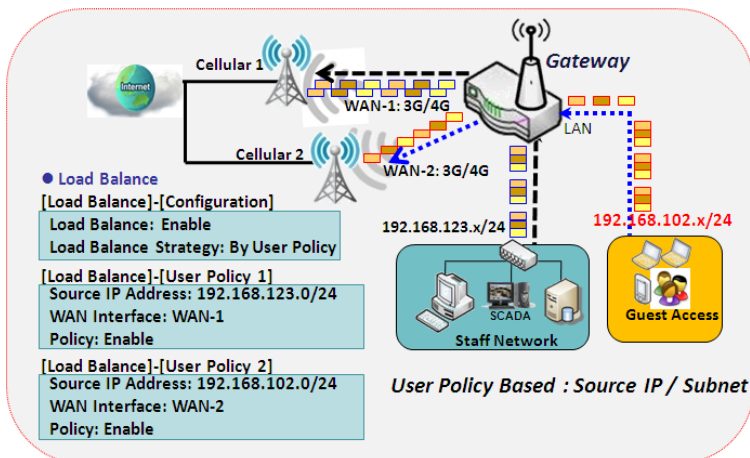 Cellular 1
Gateway
Internet
WAN-1: 3G/4G
LAN
Cellular 2
WAN-2: 3G/4G
● Load Balance
[Load Balance]-[Configuration]
Load Balance: Enable
Load Balance Strategy: By User Policy
192.168.123.x/24
192.168.102.x/24
[Load Balance]-[User Policy 1]
Source IP Address: 192.168.123.0/24
WAN Interface: WAN-1
Policy: Enable
SCADA
Staff Network
Guest Access
[Load Balance]-[User Policy 2]
Source IP Address: 192.168.102.0/24
WAN Interface: WAN-2
Policy: Enable
User Policy Based : Source IP / Subnet